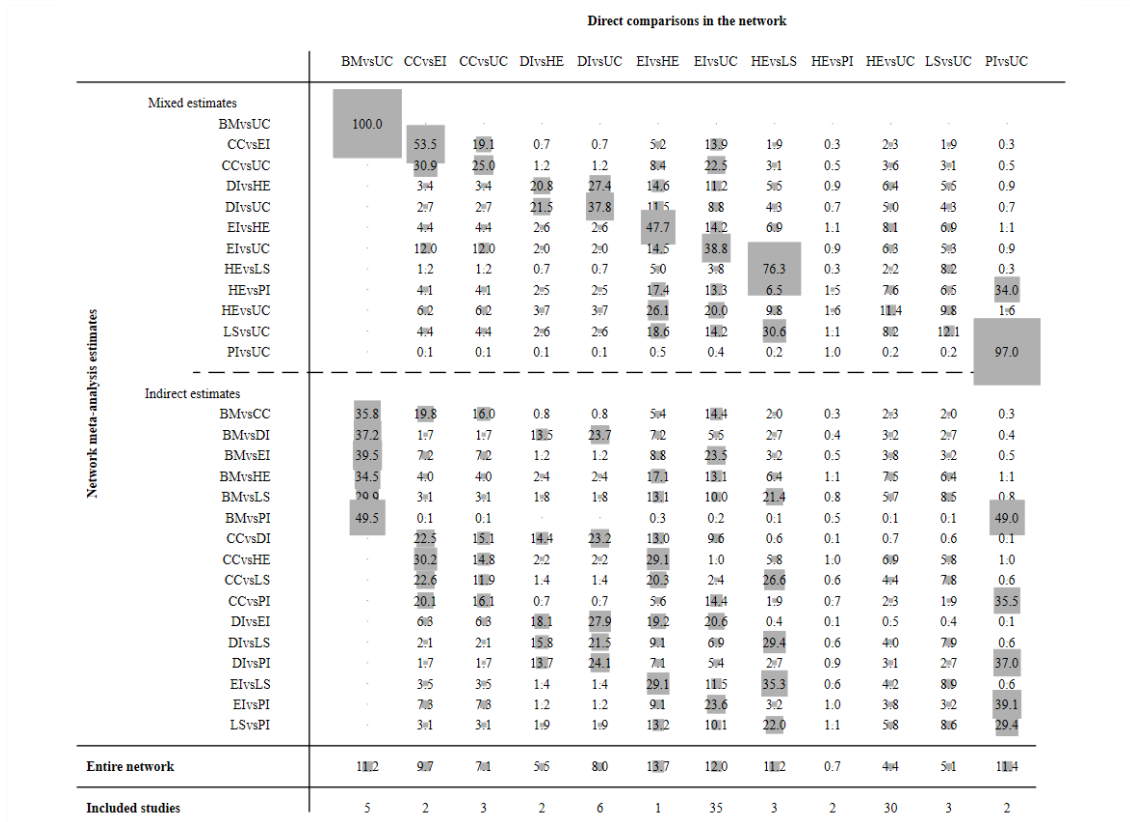 Direct comparisons in the network
BMvsUC CCvsEI CCvsUC DIvsHE DIvsUC EIvsHE EIvsUC HEvsLS HEvsPI HEvsUC LSvsUC PIvsUC
Network meta-analysis estimates
Mixed estimates
BMvsUC 100.0 · · · · · · · · · · ·
CCvsEI · 53.5 19.1 0.7 0.7 5.2 13.9 1.9 0.3 2.3 1.9 0.3
CCvsUC · 30.9 25.0 1.2 1.2 8.4 22.5 3.1 0.5 3.6 3.1 0.5
DIvsHE · 3.4 3.4 20.8 27.4 14.6 11.2 5.5 0.9 6.4 5.5 0.9
DIvsUC · 2.7 2.7 21.5 37.8 11.5 8.8 4.3 0.7 5.0 4.3 0.7
EIvsHE · 4.4 4.4 2.6 2.6 47.7 14.2 6.9 1.1 8.1 6.9 1.1
EIvsUC · 12.0 12.0 2.0 2.0 14.5 38.8 5.3 0.9 6.3 5.3 0.9
HEvsLS · 1.2 1.2 0.7 0.7 5.0 3.8 76.3 0.3 2.2 8.2 0.3
HEvsPI · 4.1 4.1 2.5 2.5 17.4 13.3 6.5 1.5 7.6 6.5 34.0
HEvsUC · 6.2 6.2 3.7 3.7 26.1 20.0 9.8 1.6 11.4 9.8 1.6
LSvsUC · 4.4 4.4 2.6 2.6 18.6 14.2 30.6 1.1 8.2 12.1
PIvsUC · 0.1 0.1 0.1 0.1 0.5 0.4 0.2 1.0 0.2 0.2 97.0
Indirect estimates
BMvsCC 35.8 19.8 16.0 0.8 0.8 5.4 14.4 2.0 0.3 2.3 2.0 0.3
BMvsDI 37.2 1.7 1.7 13.5 23.7 7.2 5.5 2.7 0.4 3.2 2.7 0.4
BMvsEI 39.5 7.2 7.2 1.2 1.2 8.8 23.5 3.2 0.5 3.8 3.2 0.5
BMvsHE 34.5 4.0 4.0 2.4 2.4 17.1 13.1 6.4 1.1 7.5 6.4 1.1
BMvsLS 29.9 3.1 3.1 1.8 1.8 13.1 10.0 21.4 0.8 5.7 8.5 0.8
BMvsPI 49.5 0.1 0.1 · · 0.3 0.2 0.1 0.5 0.1 0.1 49.0
CCvsDI · 22.5 15.1 14.4 23.2 13.0 9.6 0.6 0.1 0.7 0.6 0.1
CCvsHE · 30.2 14.8 2.2 2.2 29.1 1.0 5.8 1.0 6.9 5.8 1.0
CCvsLS · 22.6 11.9 1.4 1.4 20.3 2.4 26.6 0.6 4.4 7.8 0.6
CCvsPI · 20.1 16.1 0.7 0.7 5.6 14.4 1.9 0.7 2.3 1.9 35.5
DIvsEI · 6.3 6.3 18.1 27.9 19.2 20.6 0.4 0.1 0.5 0.4 0.1
DIvsLS · 2.1 2.1 15.8 21.5 9.1 6.9 29.4 0.6 4.0 7.9 0.6
DIvsPI · 1.7 1.7 13.7 24.1 7.1 5.4 2.7 0.9 3.1 2.7 37.0
EIvsLS · 3.5 3.5 1.4 1.4 29.1 11.5 35.3 0.6 4.2 8.9 0.6
EIvsPI · 7.3 7.3 1.2 1.2 9.1 23.6 3.2 1.0 3.8 3.2 39.1
LSvsPI · 3.1 3.1 1.9 1.9 13.2 10.1 22.0 1.1 5.8 8.6 29.4
Entire network 11.2 9.7 7.1 5.5 8.0 13.7 12.0 11.2 0.7 4.4 5.1 11.4
Included studies 5 2 3 2 6 1 35 3 2 30 3 2